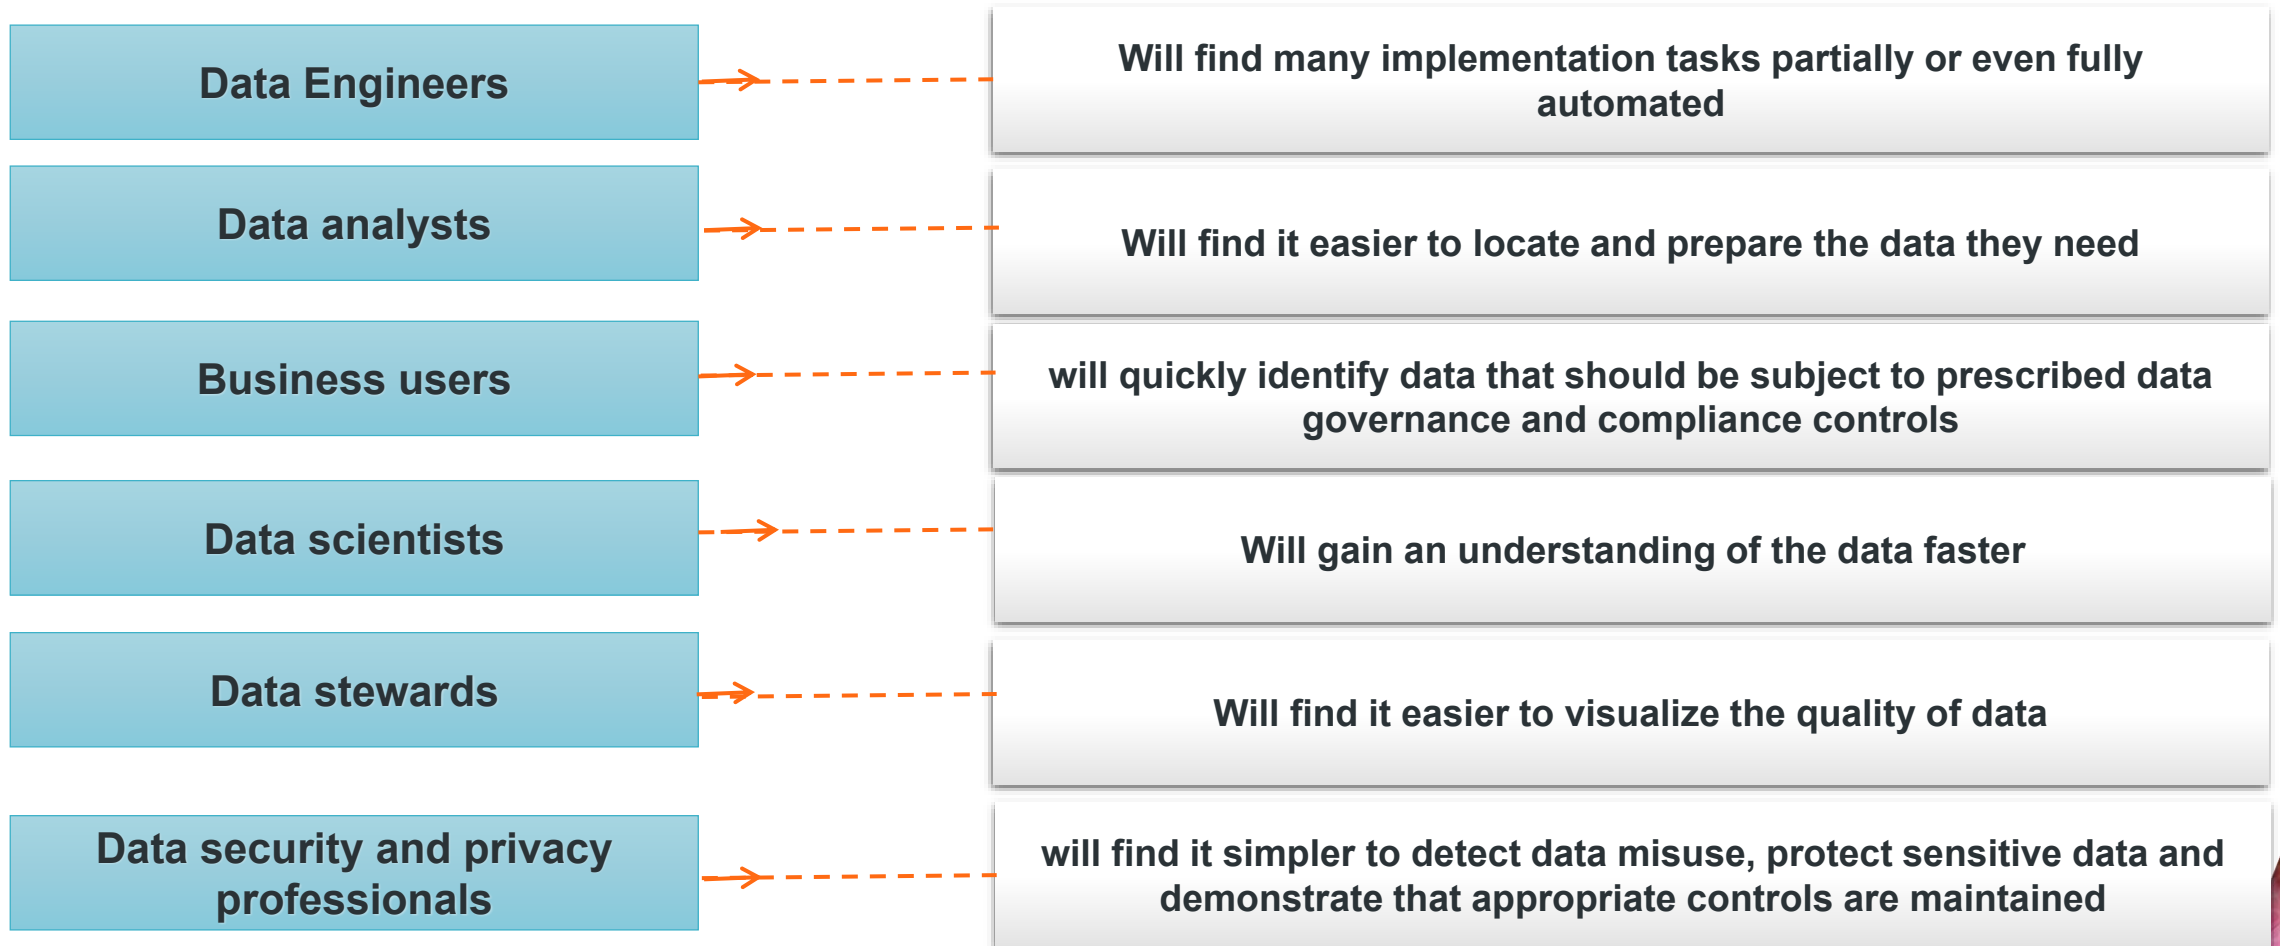 Data Engineers
Will find many implementation tasks partially or even fully
automated
Data analysts
Will find it easier to locate and prepare the data they need
Business users
will quickly identify data that should be subject to prescribed data
governance and compliance controls
Data scientists
Will gain an understanding of the data faster
Data stewards
Will find it easier to visualize the quality of data
Data security and privacy
professionals
will find it simpler to detect data misuse, protect sensitive data and
demonstrate that appropriate controls are maintained